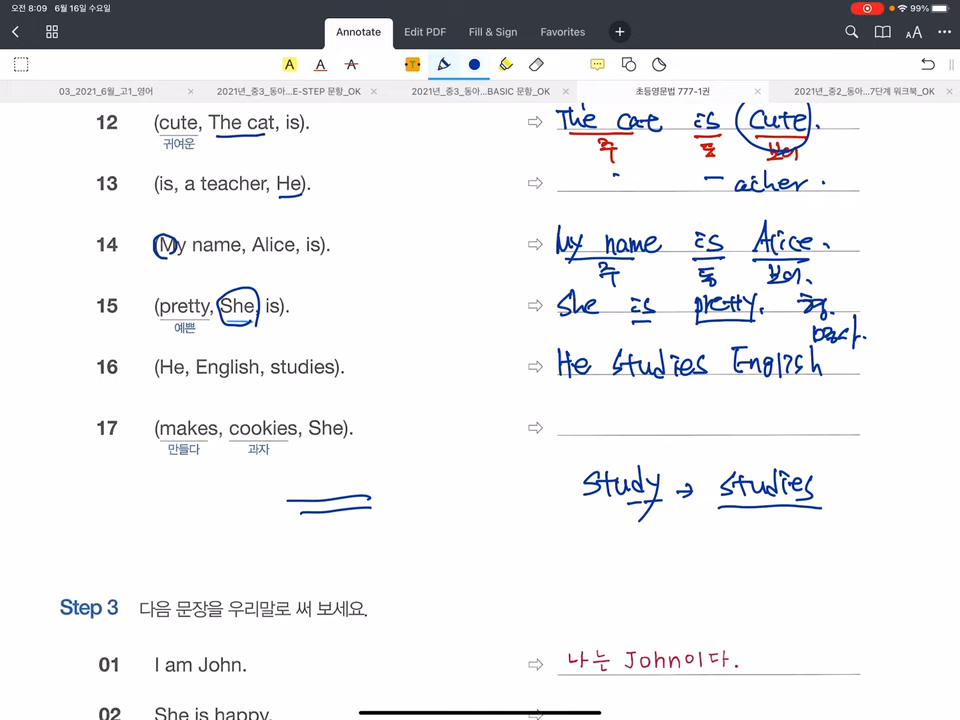 오전 8:09 6월 16일 수요일 99%
Annotate Edit PDF Fill & Sign Favorites
03_2021_6월_고1_영어 2021년_중3_동아...E-STEP 문항_OK 2021년_중3_동아...BASIC 문항_OK 초등영문법 777-1권 2021년_중2_동아...7단계 워크북_OK
12 (cute, The cat, is). The cat is cute.
귀여운 주 동 보어
13 (is, a teacher, He). acher.
14 (My name, Alice, is). My name is Alice.
주 동 보어.
15 (pretty, She, is). She is pretty. 형.
예쁜
16 (He, English, studies). He studies English
17 (makes, cookies, She).
만들다 과자
study → studies
Step 3 다음 문장을 우리말로 써 보세요.
01 I am John. 나는 John이다.
02 She is happy.